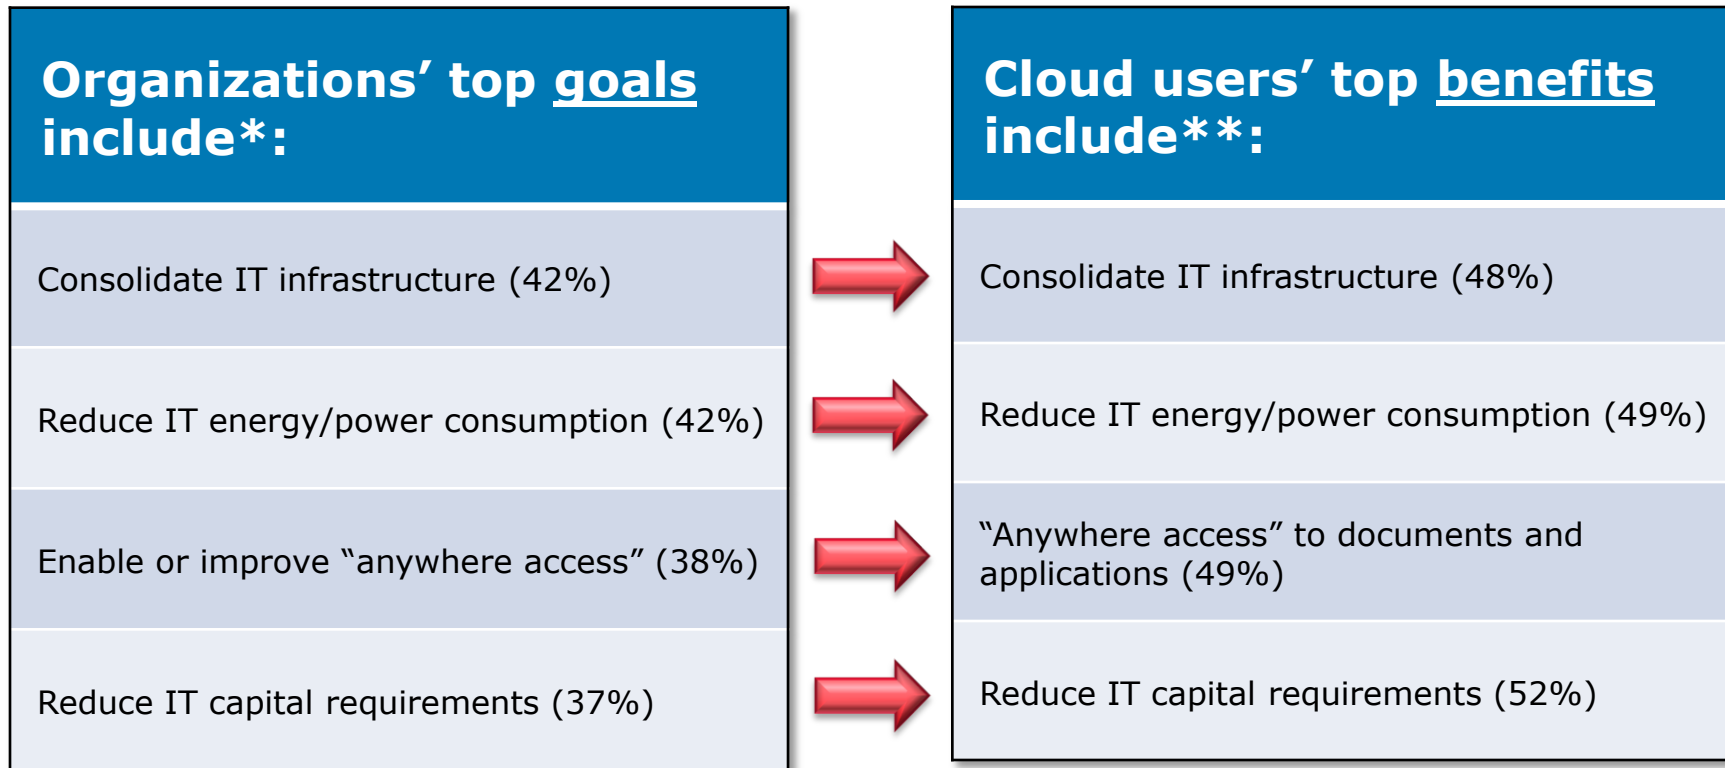 Organizations’ top goals
include*:
Consolidate IT infrastructure (42%)
Reduce IT energy/power consumption (42%)
Enable or improve “anywhere access” (38%)
Reduce IT capital requirements (37%)
Cloud users’ top benefits
include**:
Consolidate IT infrastructure (48%)
Reduce IT energy/power consumption (49%)
“Anywhere access” to documents and
applications (49%)
Reduce IT capital requirements (52%)